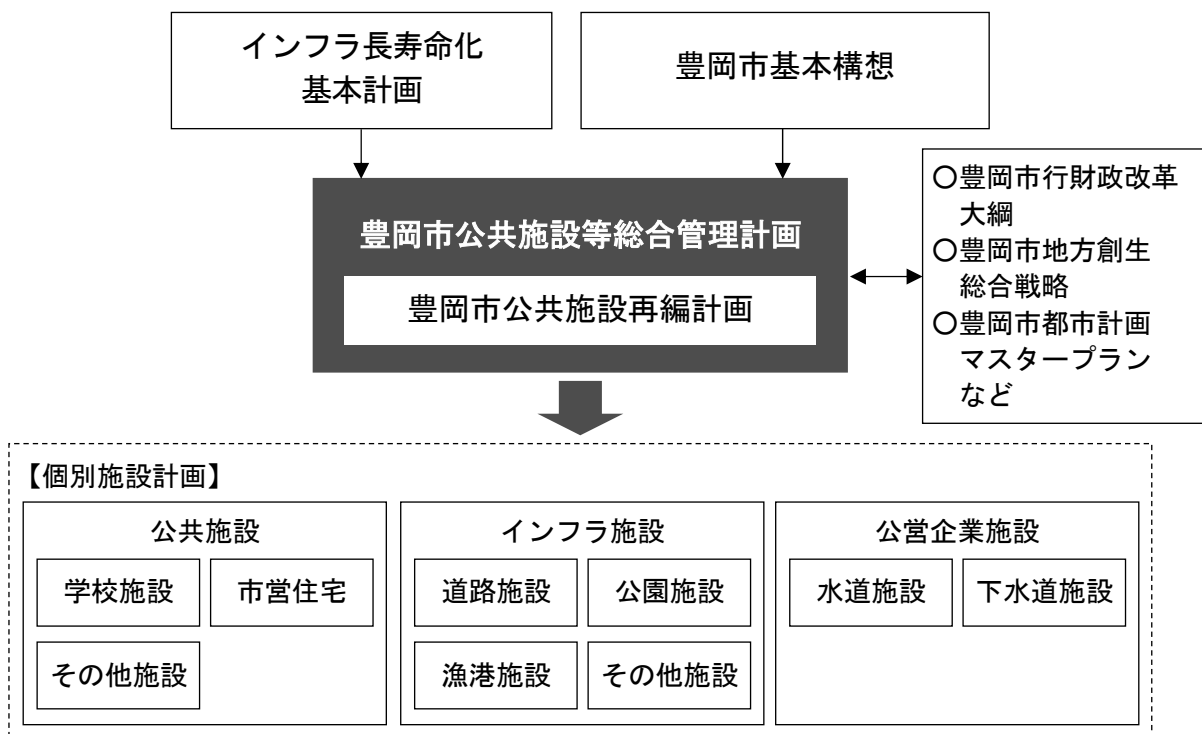 インフラ長寿命化
基本計画
豊岡市基本構想
豊岡市公共施設等総合管理計画
豊岡市公共施設再編計画
〇豊岡市行財政改革
大綱
〇豊岡市地方創生
総合戦略
〇豊岡市都市計画
マスタープラン
など
【個別施設計画】
公共施設
学校施設
市営住宅
その他施設
インフラ施設
道路施設
公園施設
漁港施設
その他施設
公営企業施設
水道施設
下水道施設